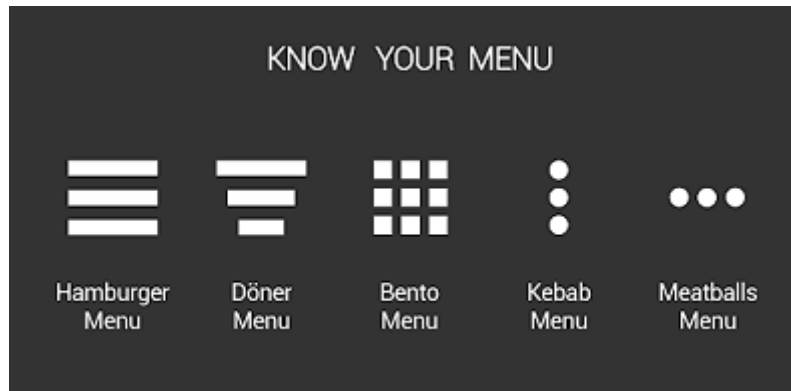 KNOW YOUR MENU
Hamburger
Menu
Döner
Menu
Bento
Menu
Kebab
Menu
Meatballs
Menu